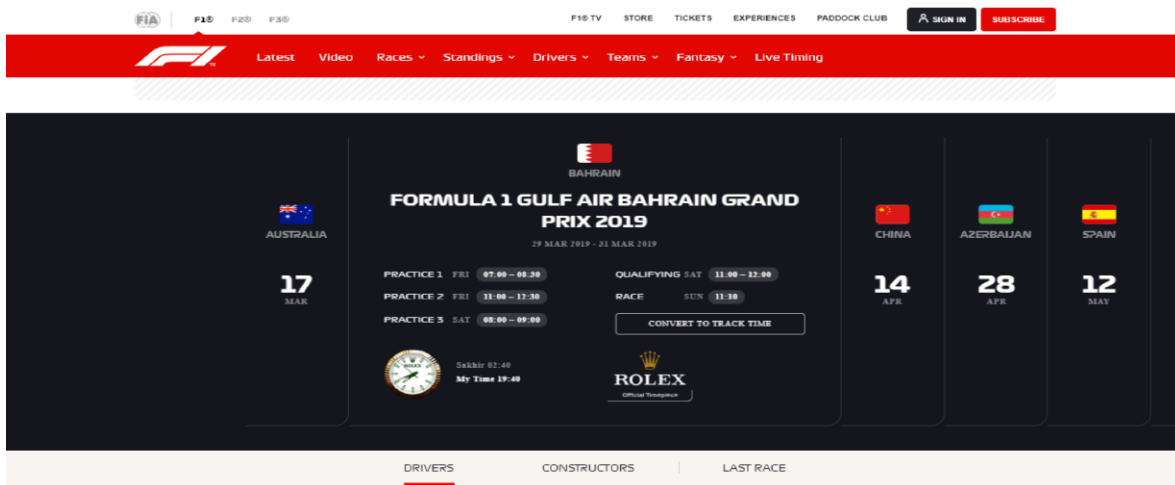 FIA F1® F2® F3® F1® TV STORE TICKETS EXPERIENCES PADDOCK CLUB SIGN IN SUBSCRIBE
Latest Video Races Standings Drivers Teams Fantasy Live Timing
AUSTRALIA
17
MAR
BAHRAIN
FORMULA 1 GULF AIR BAHRAIN GRAND
PRIX 2019
29 MAR 2019 - 31 MAR 2019
PRACTICE 1 FRI 07:00 – 08:30
PRACTICE 2 FRI 11:00 – 12:30
PRACTICE 3 SAT 08:00 – 09:00
QUALIFYING SAT 11:00 – 12:00
RACE SUN 11:10
CONVERT TO TRACK TIME
ROLEX
Sakhir 02:40
My Time 19:40
ROLEX
Official Timepiece
CHINA
14
APR
AZERBAIJAN
28
APR
SPAIN
12
MAY
DRIVERS CONSTRUCTORS LAST RACE